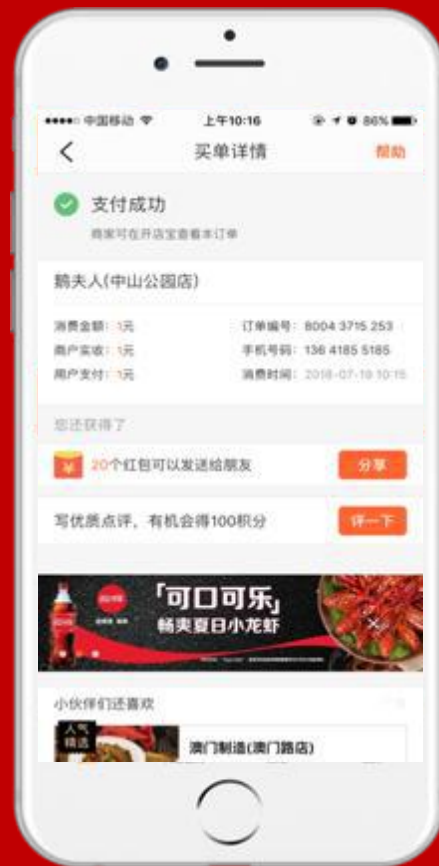 中国移动 上午10:16 86%
买单详情 帮助
支付成功
商家可在开店宝查看本订单
鹅夫人(中山公园店)
消费金额：1元 订单编号：8004 3715 253
商户实收：1元 手机号码：136 4185 5185
用户支付：1元 消费时间：2018-07-19 10:15
您还获得了
20个红包可以发送给朋友 分享
写优质点评，有机会得100积分 评一下
「可口可乐」
畅爽夏日小龙虾
小伙伴们还喜欢
人气
精选
澳门制造(澳门路店)